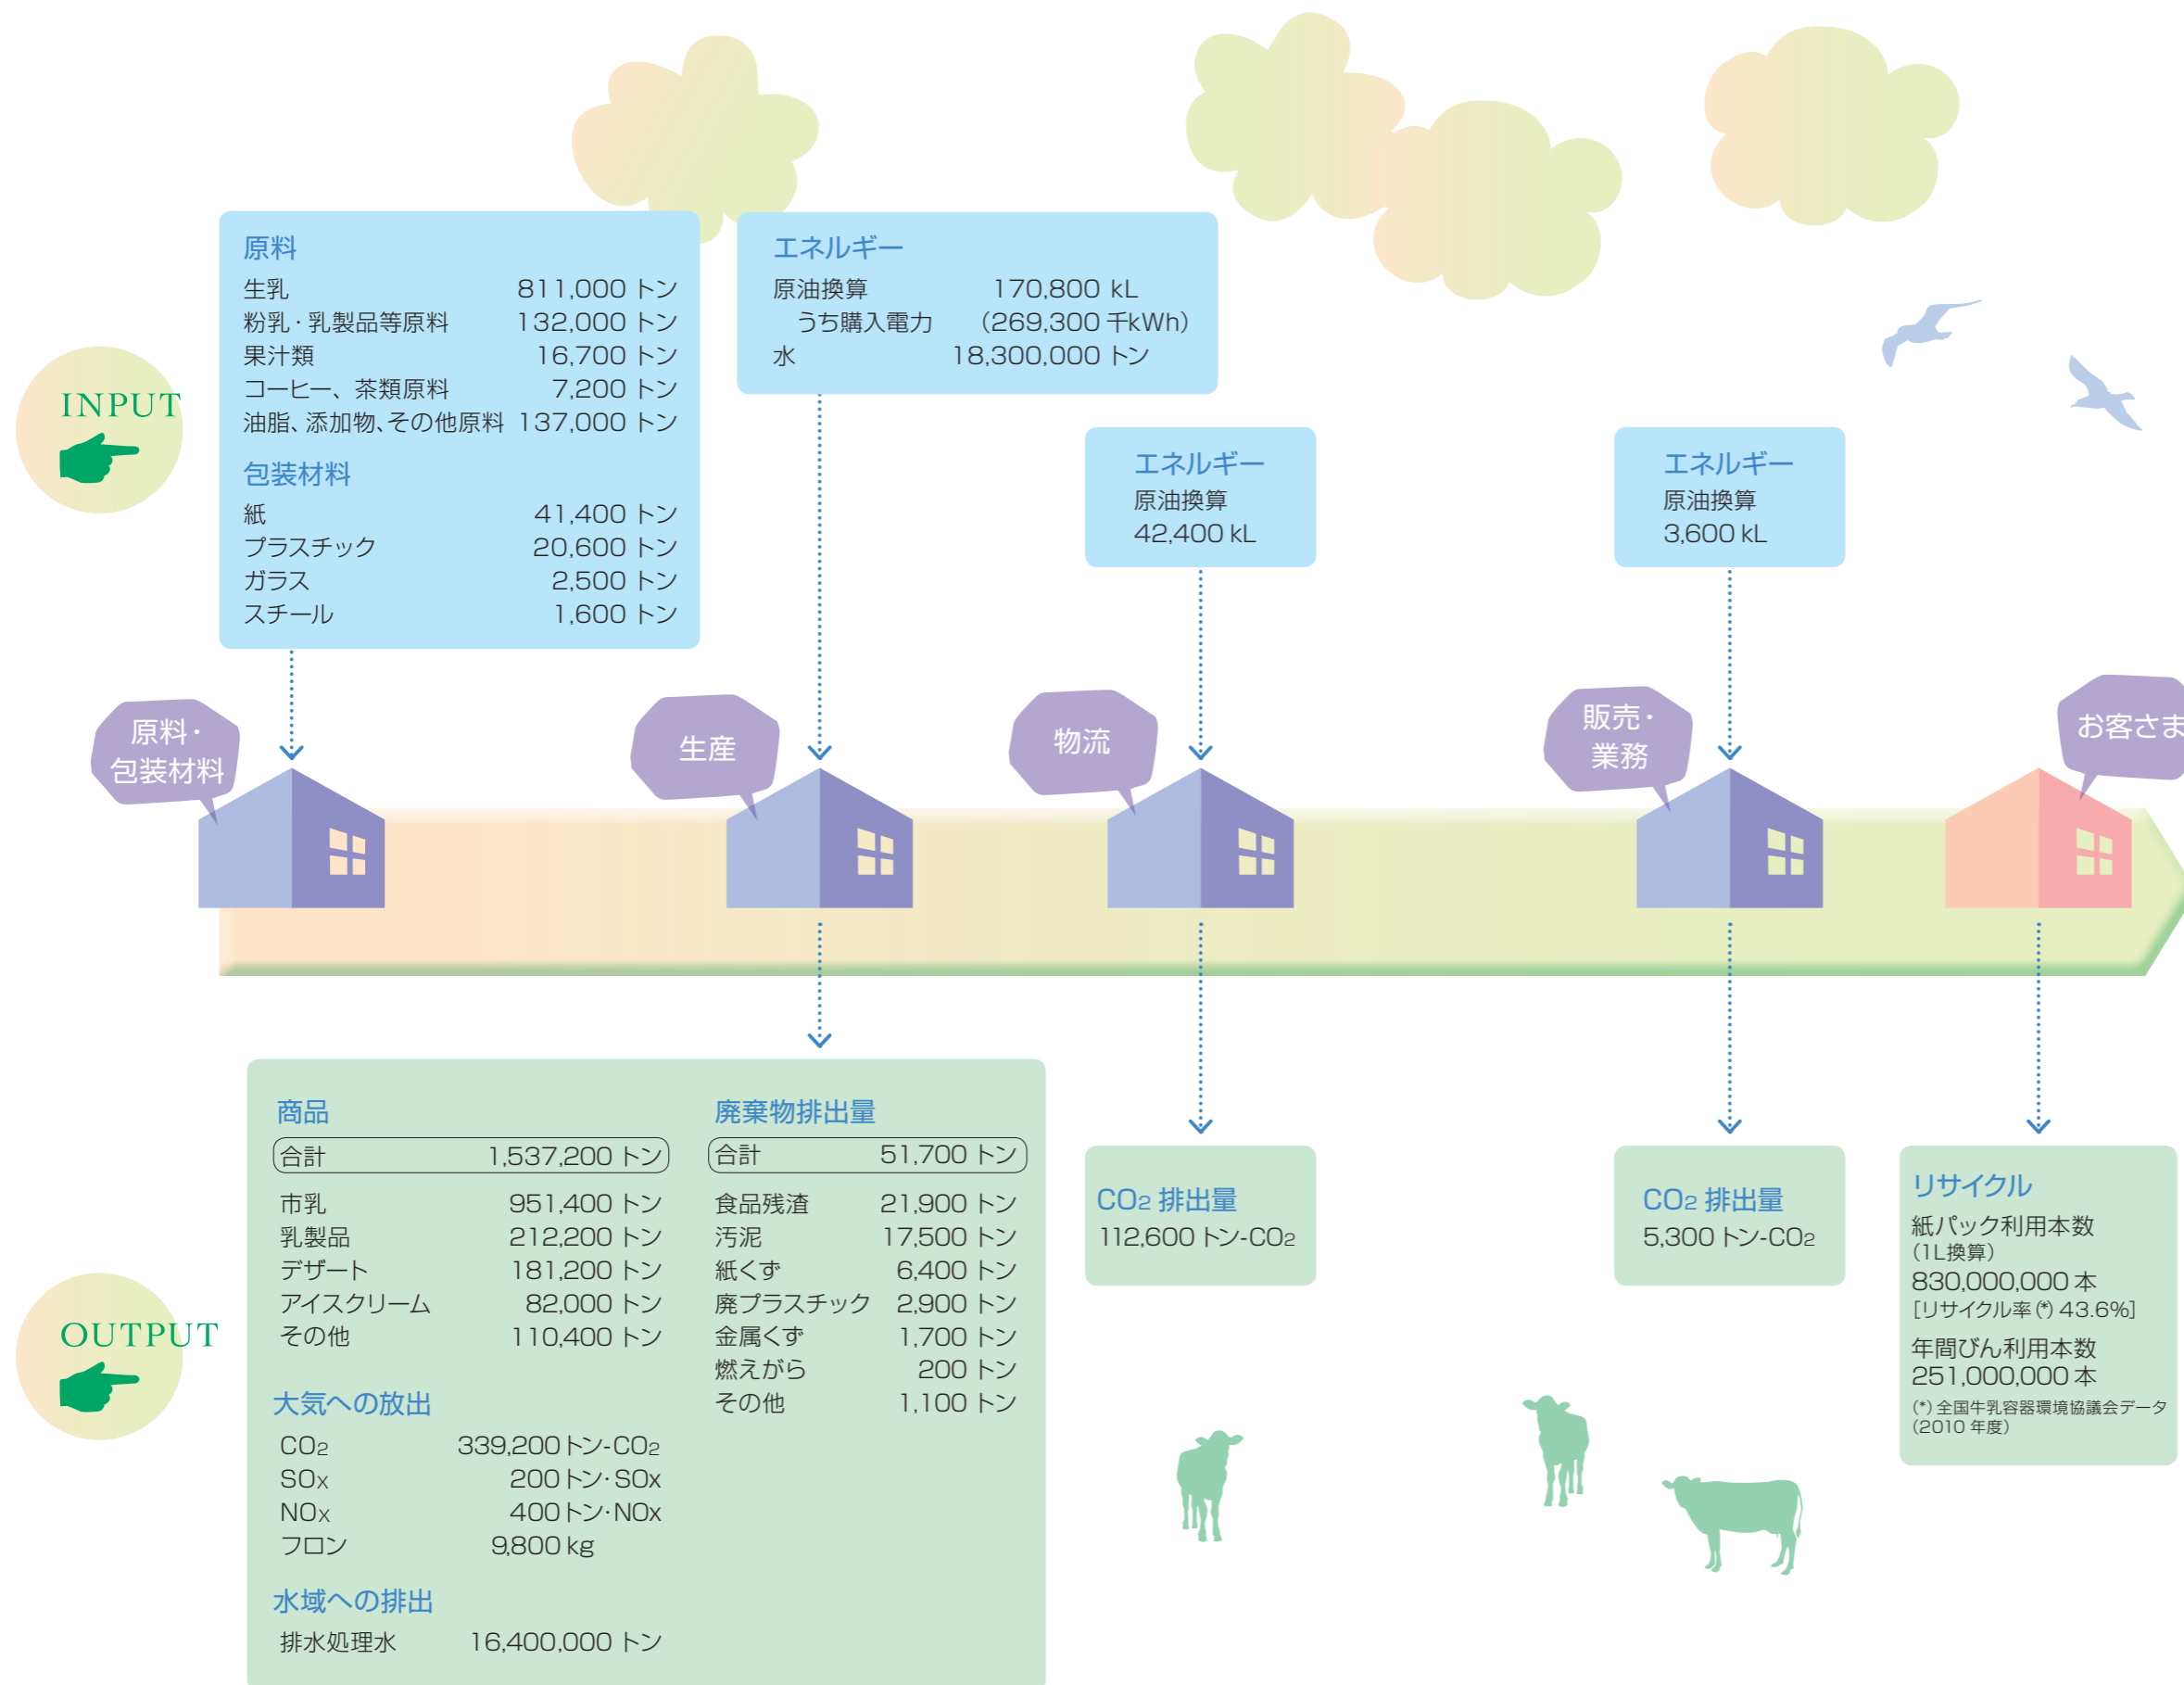 INPUT
原料
生乳 811,000 トン
粉乳・乳製品等原料 132,000 トン
果汁類 16,700 トン
コーヒー、茶類原料 7,200 トン
油脂、添加物、その他原料 137,000 トン
包装材料
紙 41,400 トン
プラスチック 20,600 トン
ガラス 2,500 トン
スチール 1,600 トン
エネルギー
原油換算 170,800 kL
うち購入電力 (269,300 千kWh)
水 18,300,000 トン
エネルギー
原油換算
42,400 kL
エネルギー
原油換算
3,600 kL
原料・
包装材料
生産
物流
販売・
業務
お客さま
OUTPUT
商品
合計 1,537,200 トン
市乳 951,400 トン
乳製品 212,200 トン
デザート 181,200 トン
アイスクリーム 82,000 トン
その他 110,400 トン
大気への放出
CO2 339,200トン-CO2
SOx 200トン・SOx
NOx 400トン・NOx
フロン 9,800 kg
水域への排出
排水処理水 16,400,000 トン
廃棄物排出量
合計 51,700 トン
食品残渣 21,900 トン
汚泥 17,500 トン
紙くず 6,400 トン
廃プラスチック 2,900 トン
金属くず 1,700 トン
燃えがら 200 トン
その他 1,100 トン
CO2 排出量
112,600 トン-CO2
CO2 排出量
5,300 トン-CO2
リサイクル
紙パック利用本数
(1L換算)
830,000,000 本
[リサイクル率(*) 43.6%]
年間びん利用本数
251,000,000 本
(*) 全国牛乳容器環境協議会データ
(2010 年度)